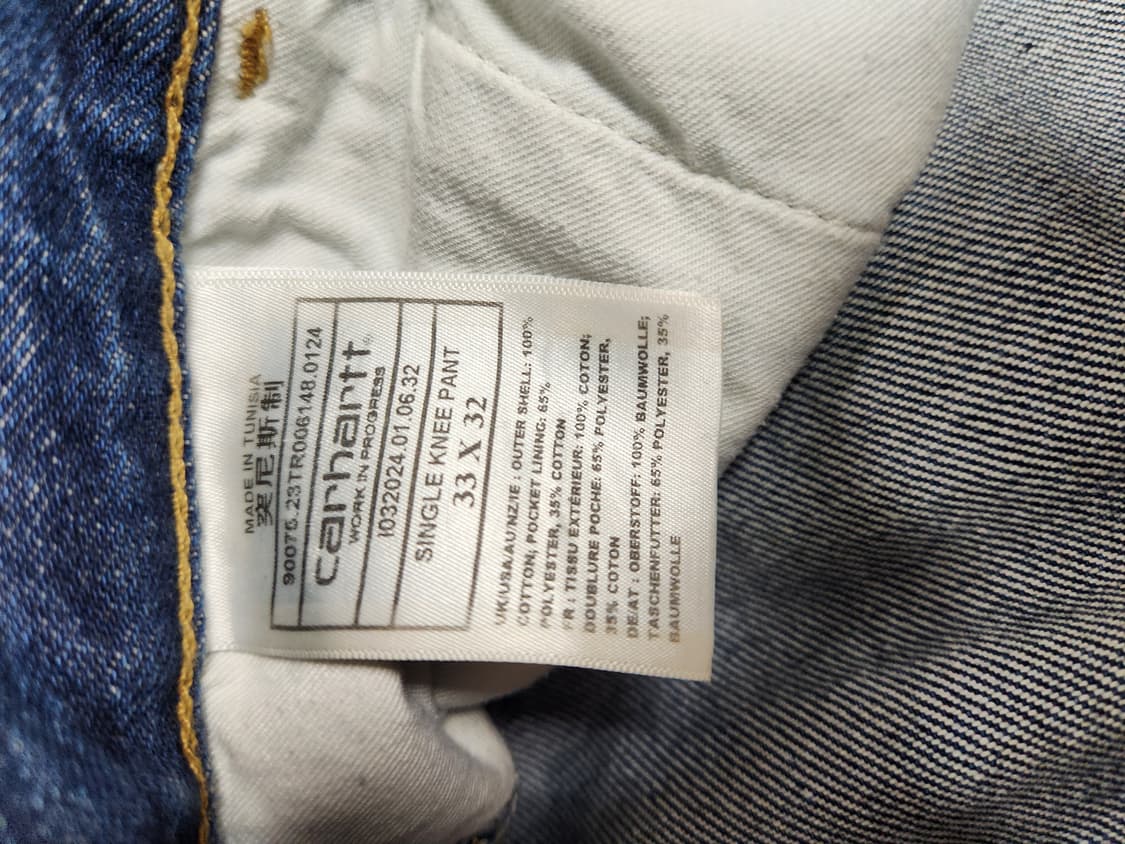 MADE IN TUNISIA
突尼斯制
90075.23TR006148.0124
carhartt®
WORK IN PROGRESS
I032024.01.06.32
SINGLE KNEE PANT
33 X 32
UK/USA/AU/NZ/IE : OUTER SHELL: 100%
COTTON; POCKET LINING: 65%
POLYESTER, 35% COTTON
FR : TISSU EXTÉRIEUR: 100% COTON;
DOUBLURE POCHE: 65% POLYESTER,
35% COTON
DE/AT : OBERSTOFF: 100% BAUMWOLLE;
TASCHENFUTTER: 65% POLYESTER, 35%
BAUMWOLLE